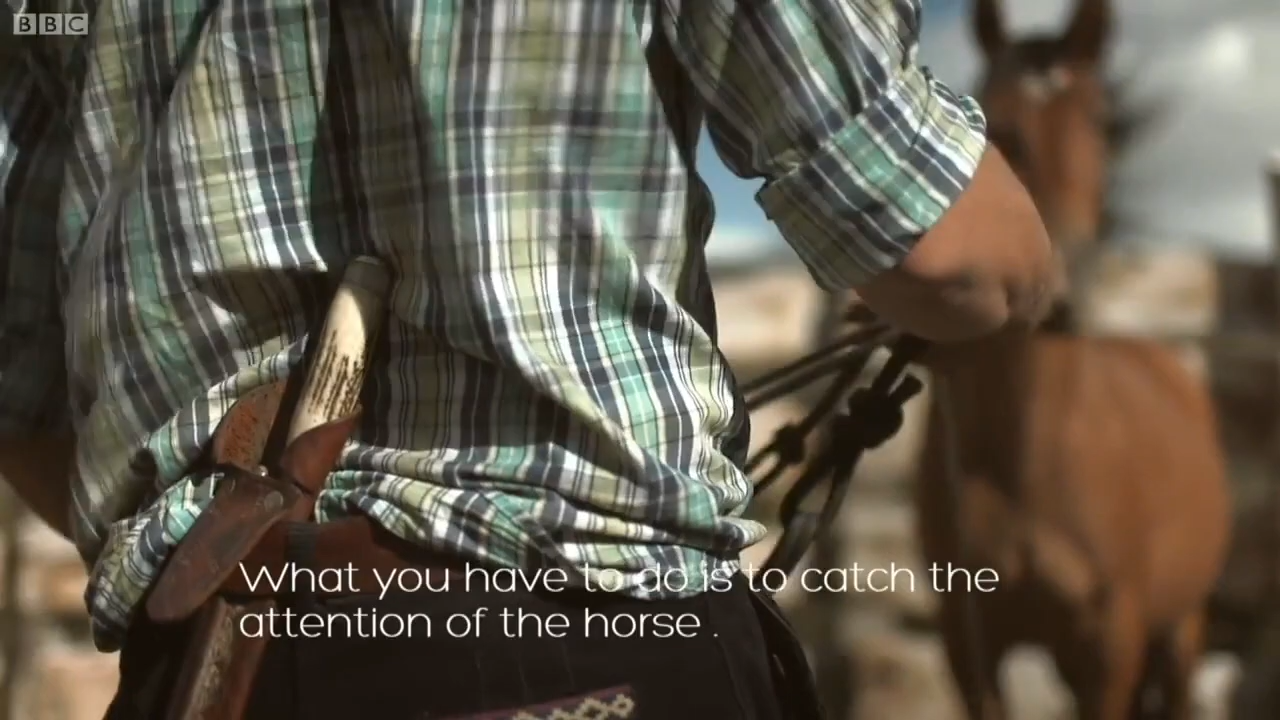 BBC
What you have to do is to catch the
attention of the horse .